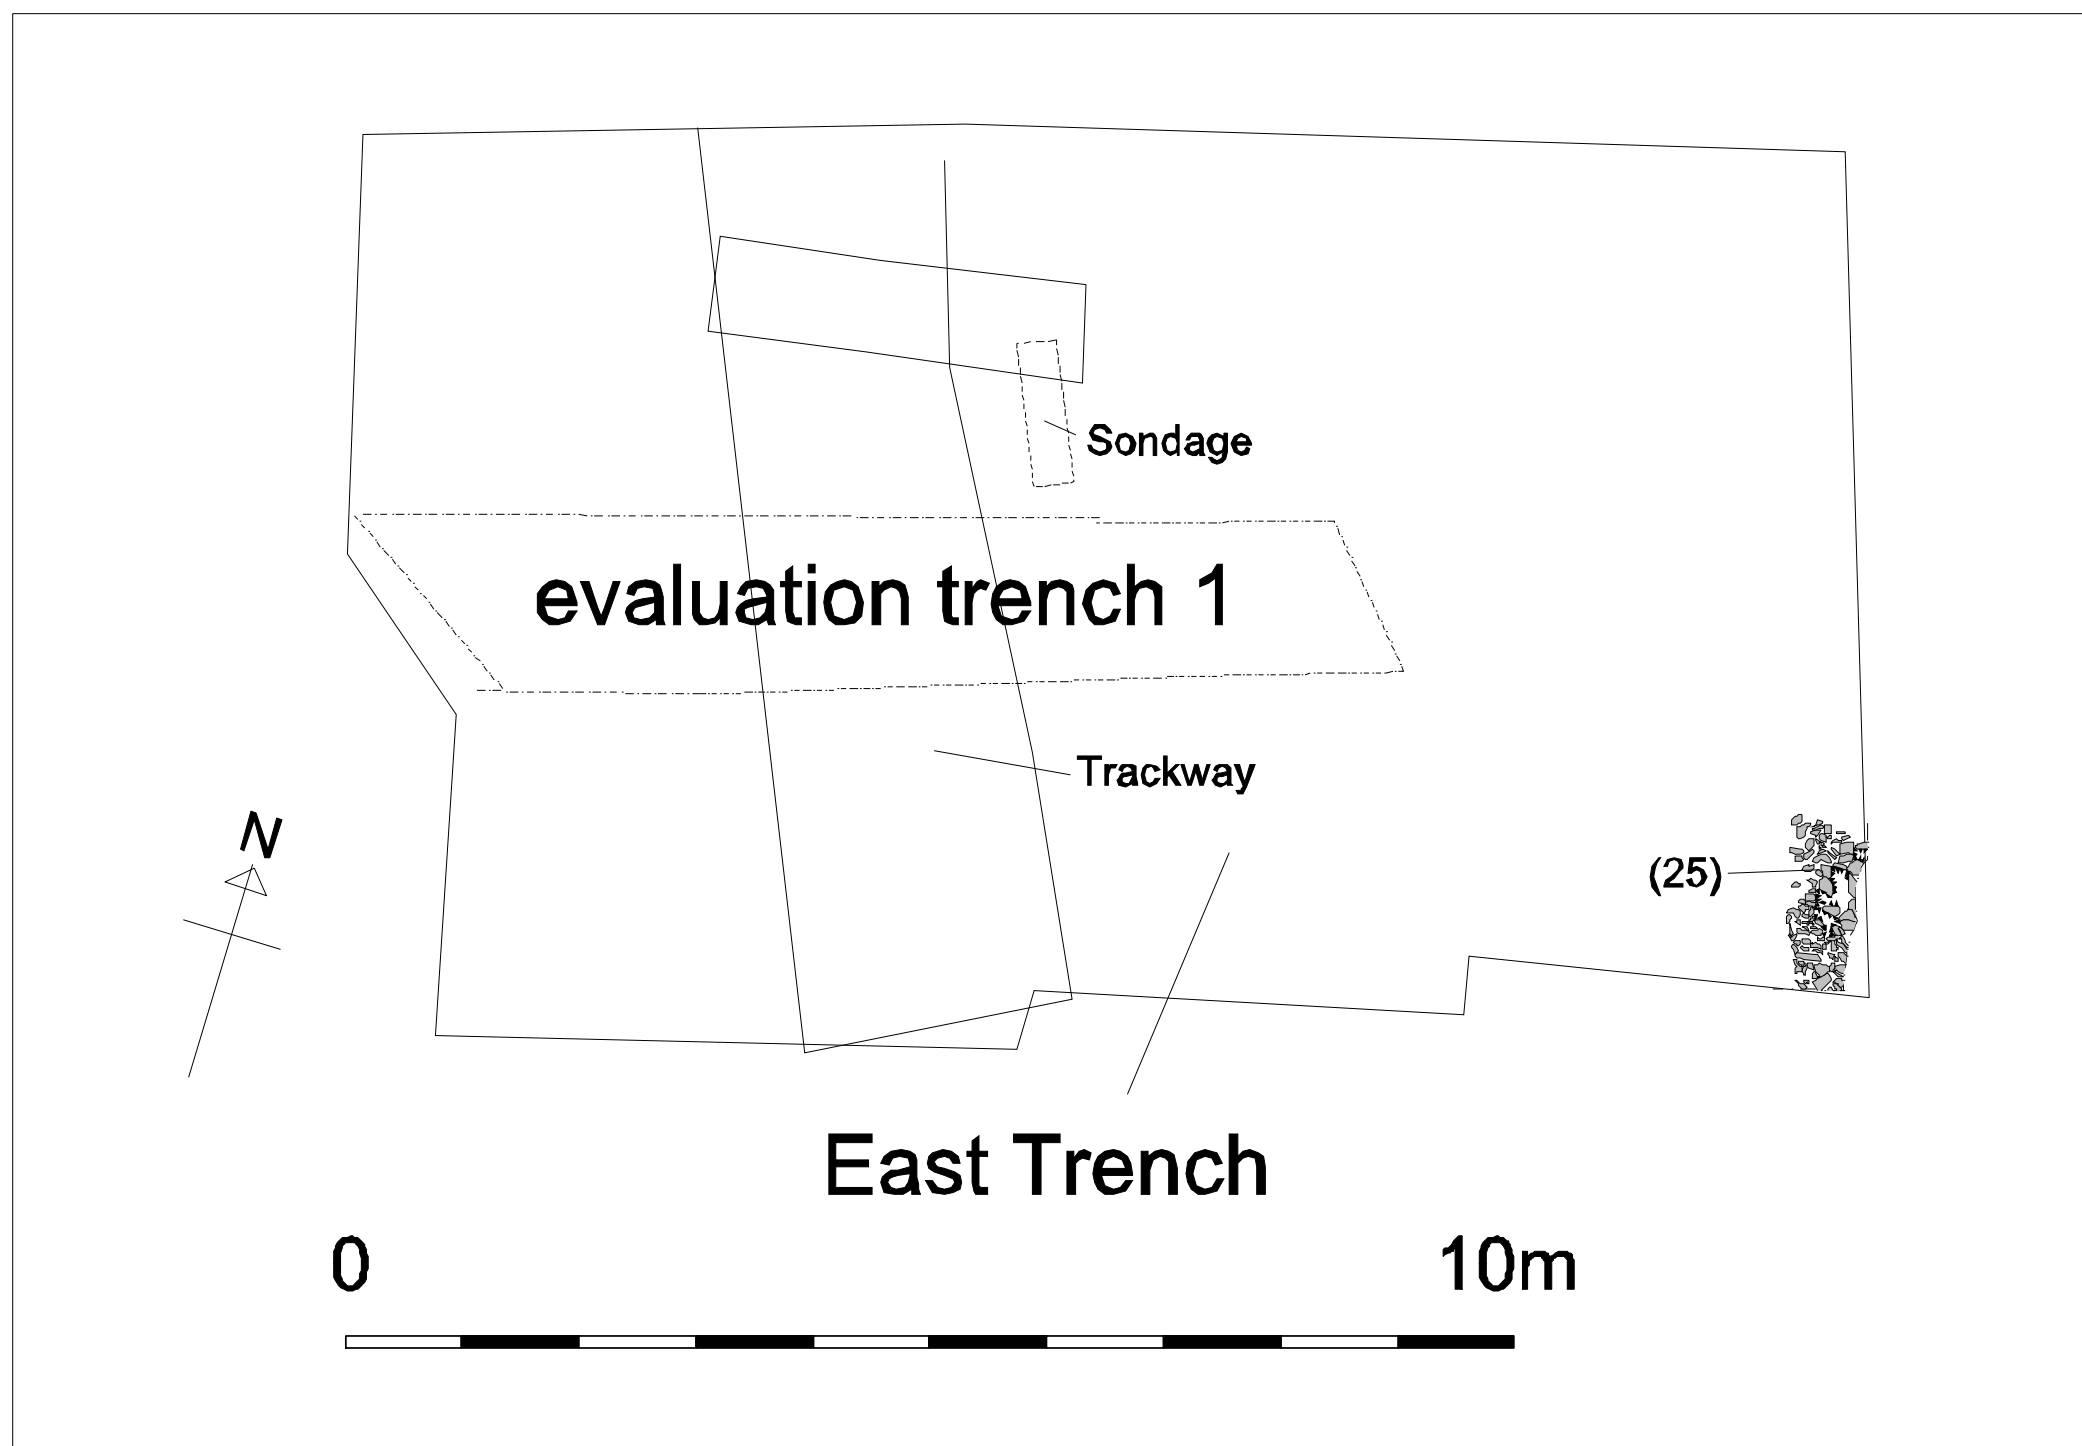 Sondage
evaluation trench 1
Trackway
N
(25)
East Trench
0
10m